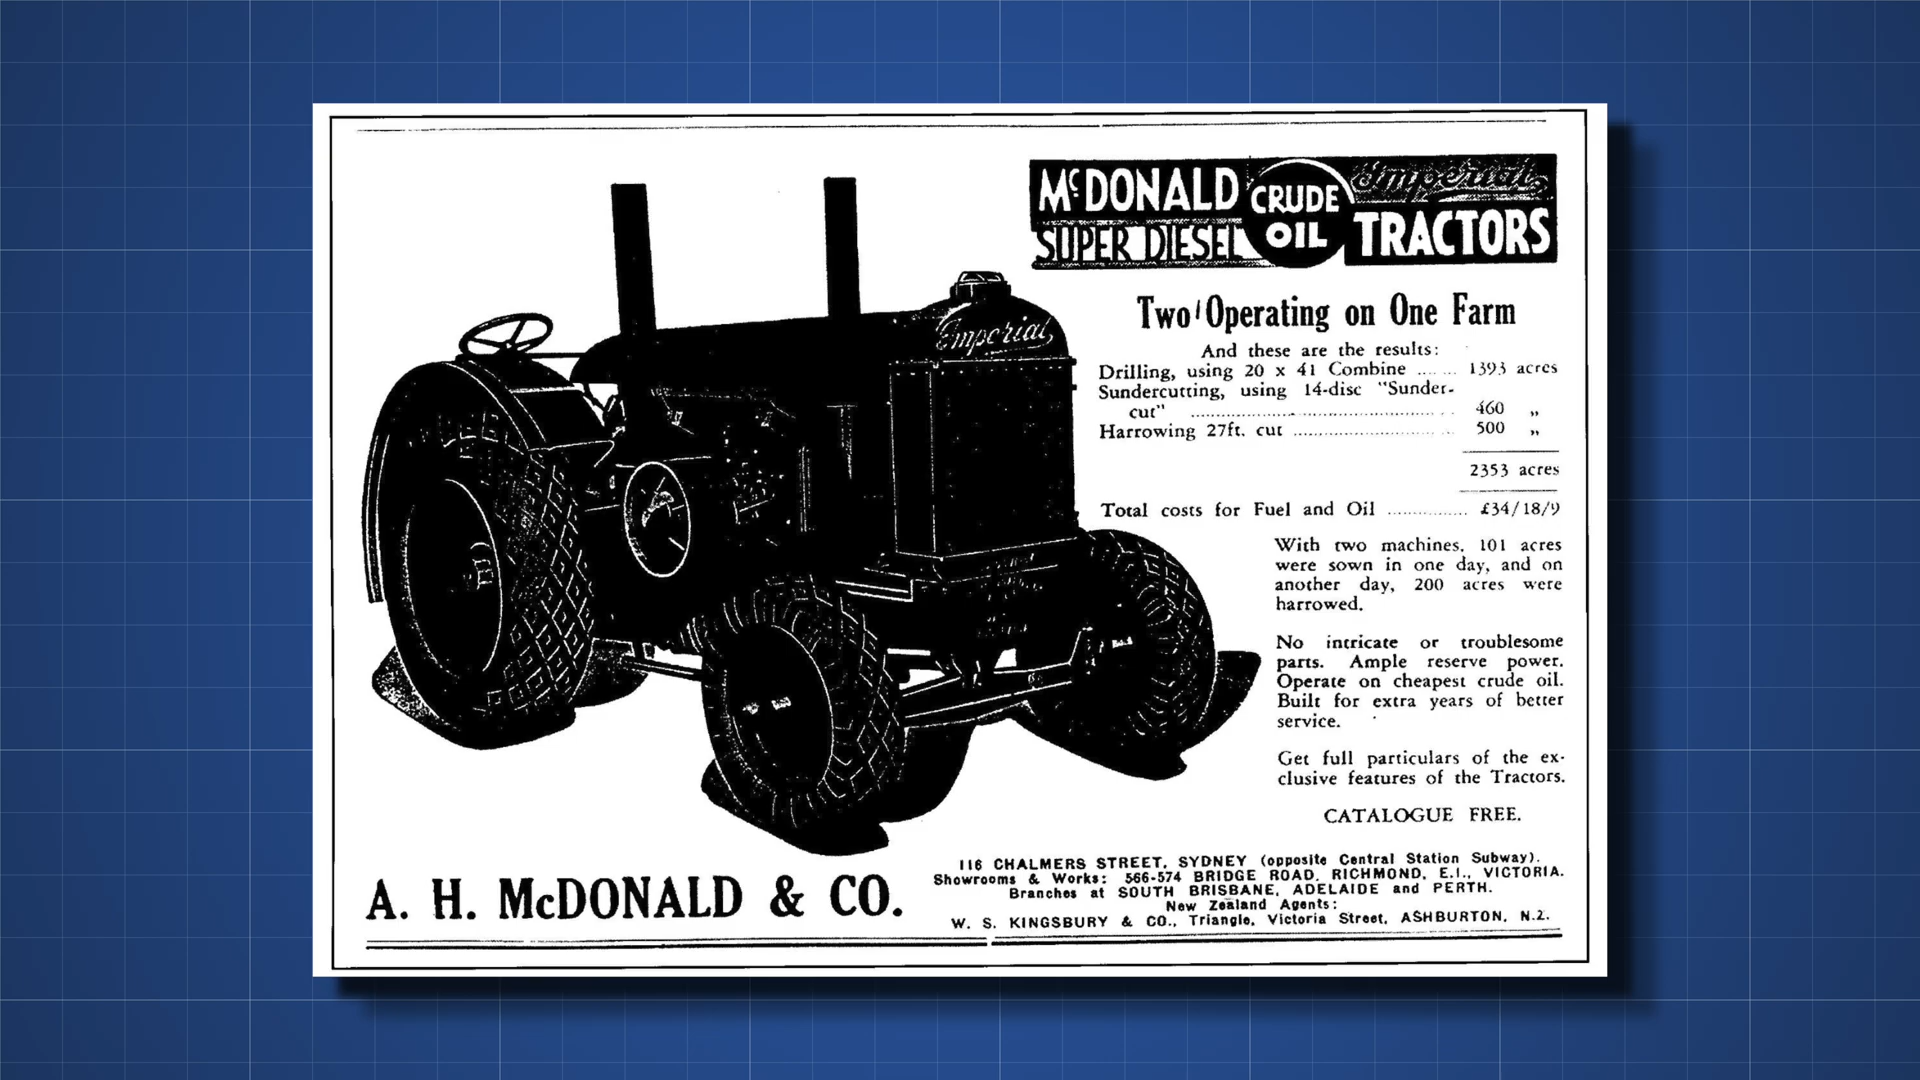 McDONALD
SUPER DIESEL
CRUDE
OIL
Imperial
TRACTORS
Imperial
Two Operating on One Farm
And these are the results:
Drilling, using 20 x 41 Combine ...... 1393 acres
Sundercutting, using 14-disc "Sunder-
cut" ...... 460 „
Harrowing 27ft. cut ...... 500 „
2353 acres
Total costs for Fuel and Oil ...... £34/18/9
With two machines, 101 acres
were sown in one day, and on
another day, 200 acres were
harrowed.
No intricate or troublesome
parts. Ample reserve power.
Operate on cheapest crude oil.
Built for extra years of better
service.
Get full particulars of the ex-
clusive features of the Tractors.
CATALOGUE FREE.
A. H. McDONALD & CO.
116 CHALMERS STREET, SYDNEY (opposite Central Station Subway).
Showrooms & Works: 566-574 BRIDGE ROAD, RICHMOND, E.1., VICTORIA.
Branches at SOUTH BRISBANE, ADELAIDE and PERTH.
New Zealand Agents:
W. S. KINGSBURY & CO., Triangle, Victoria Street, ASHBURTON, N.Z.